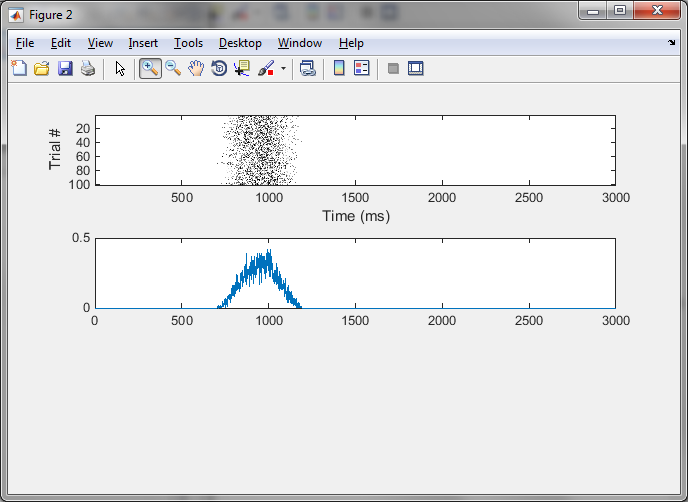 Figure 2
File Edit View Insert Tools Desktop Window Help
Trial #
20
40
60
80
100
500 1000 1500 2000 2500 3000
Time (ms)
0.5
0
0 500 1000 1500 2000 2500 3000